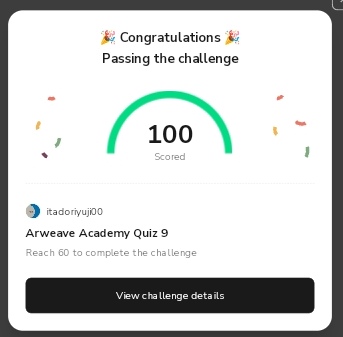 🎉 Congratulations 🎉
Passing the challenge
100
Scored
itadoriyuji00
Arweave Academy Quiz 9
Reach 60 to complete the challenge
View challenge details